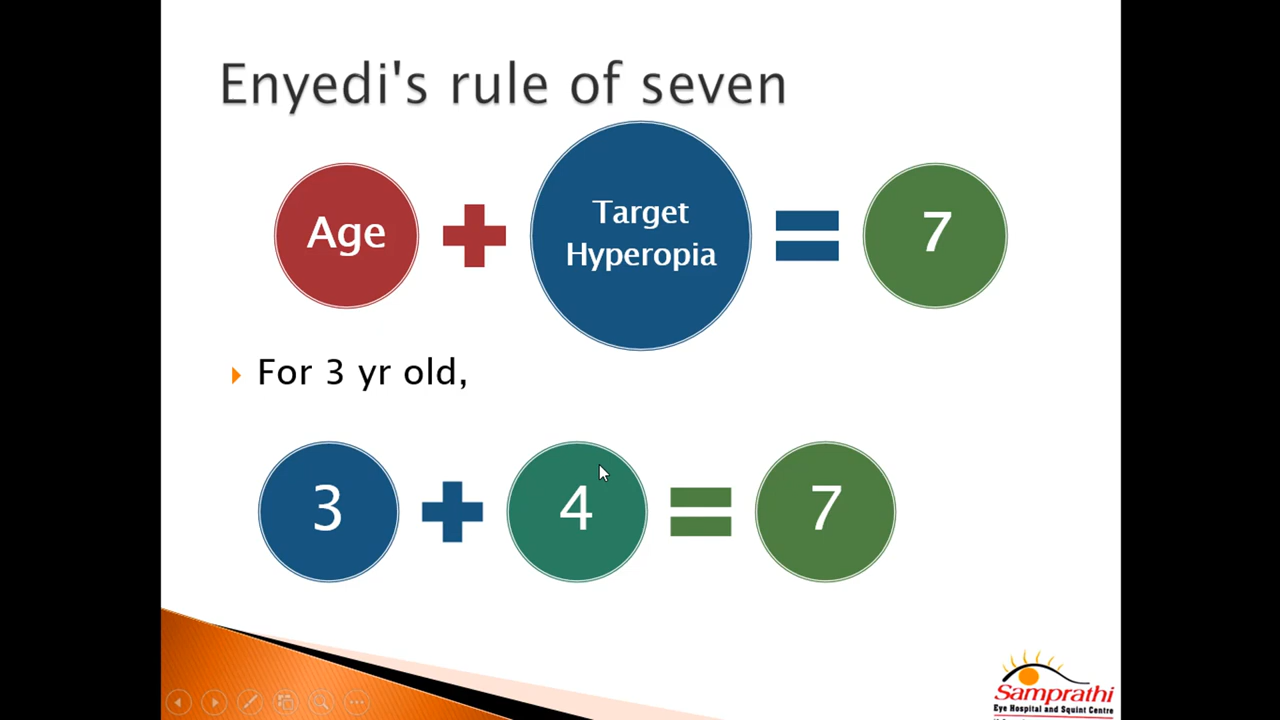 Enyedi's rule of seven
Age + Target Hyperopia = 7
For 3 yr old,
3 + 4 = 7
Samprathi
Eye Hospital and Squint Centre